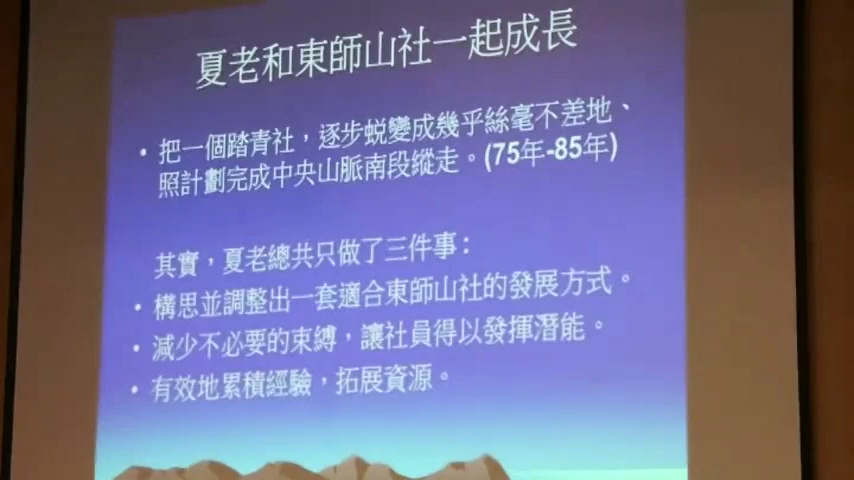 夏老和東師山社一起成長
• 把一個踏青社，逐步蛻變成幾乎絲毫不差地、
照計劃完成中央山脈南段縱走。(75年-85年)
其實，夏老總共只做了三件事:
• 構思並調整出一套適合東師山社的發展方式。
• 減少不必要的束縛，讓社員得以發揮潛能。
• 有效地累積經驗，拓展資源。